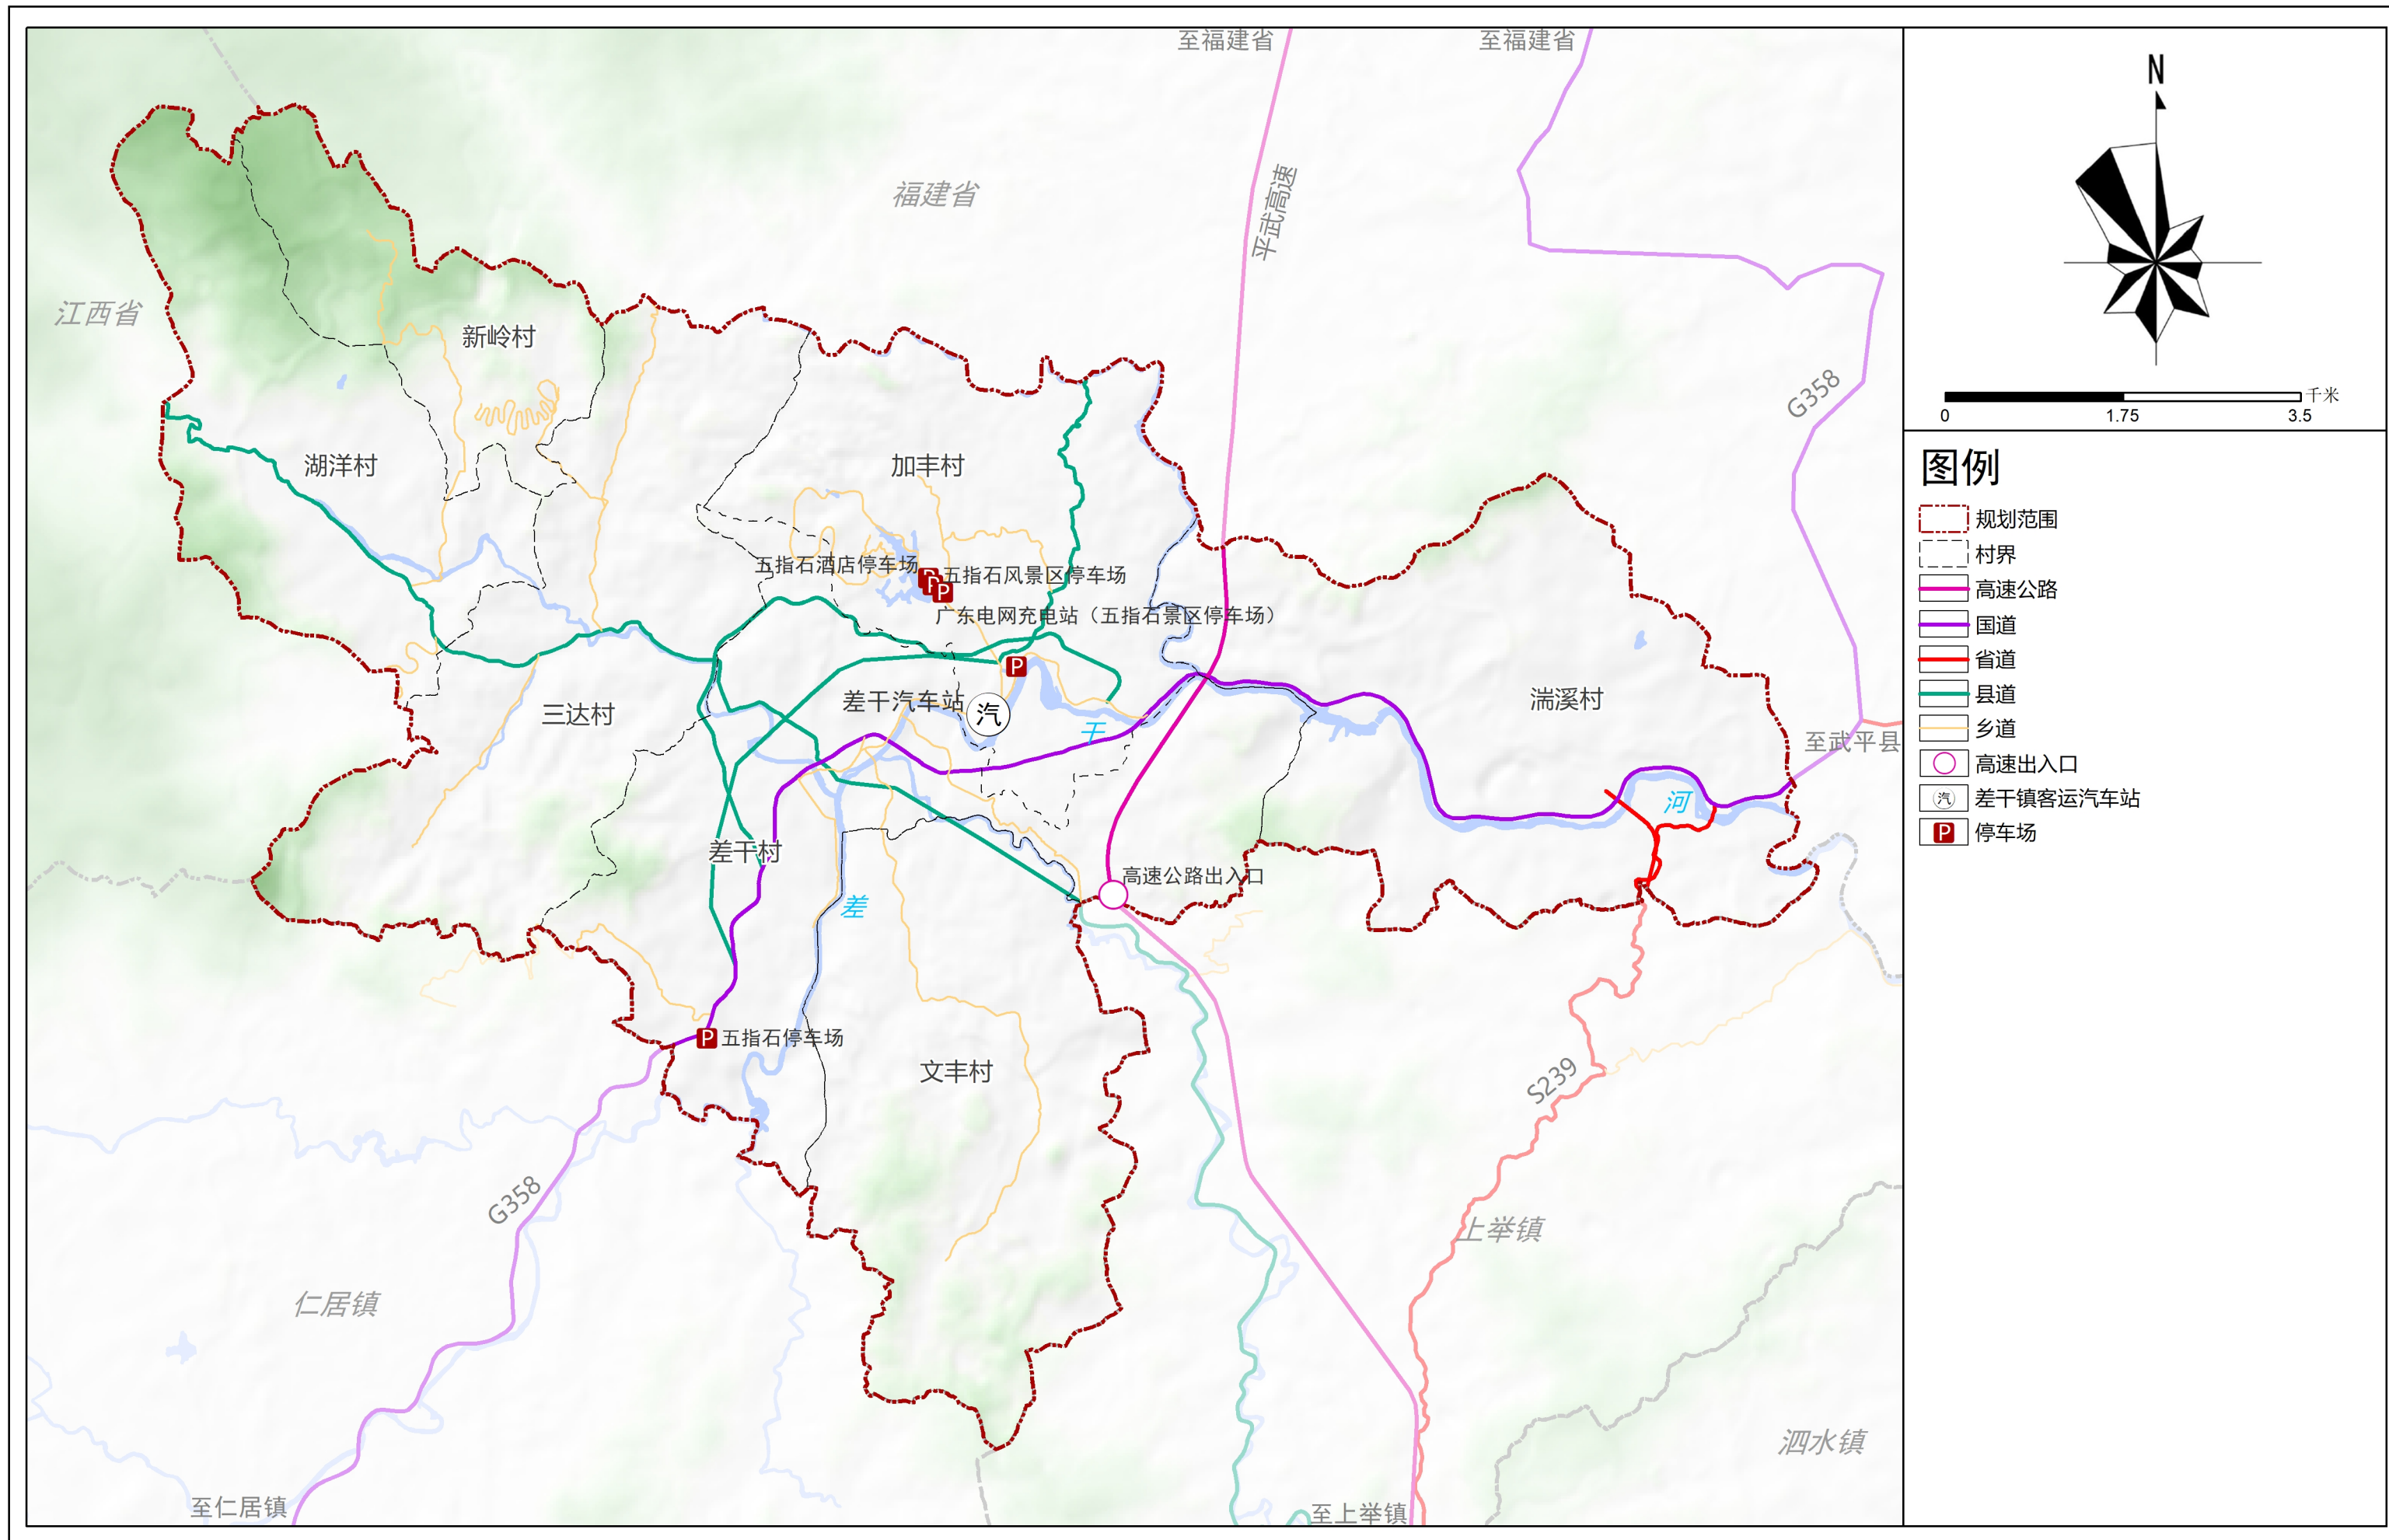 至福建省
至福建省
N
福建省
平武高速
江西省
新岭村
G358
千米
0
1.75
3.5
湖洋村
加丰村
图例
规划范围
村界
高速公路
国道
省道
县道
乡道
高速出入口
汽
差干镇客运汽车站
P
停车场
五指石酒店停车场
P
五指石风景区停车场
P
P
广东电网充电站（五指石景区停车场）
P
三达村
差干汽车站
汽
干
湍溪村
至武平县
河
差干村
高速公路出入口
差
P
五指石停车场
文丰村
S239
G358
上举镇
仁居镇
泗水镇
至仁居镇
至上举镇